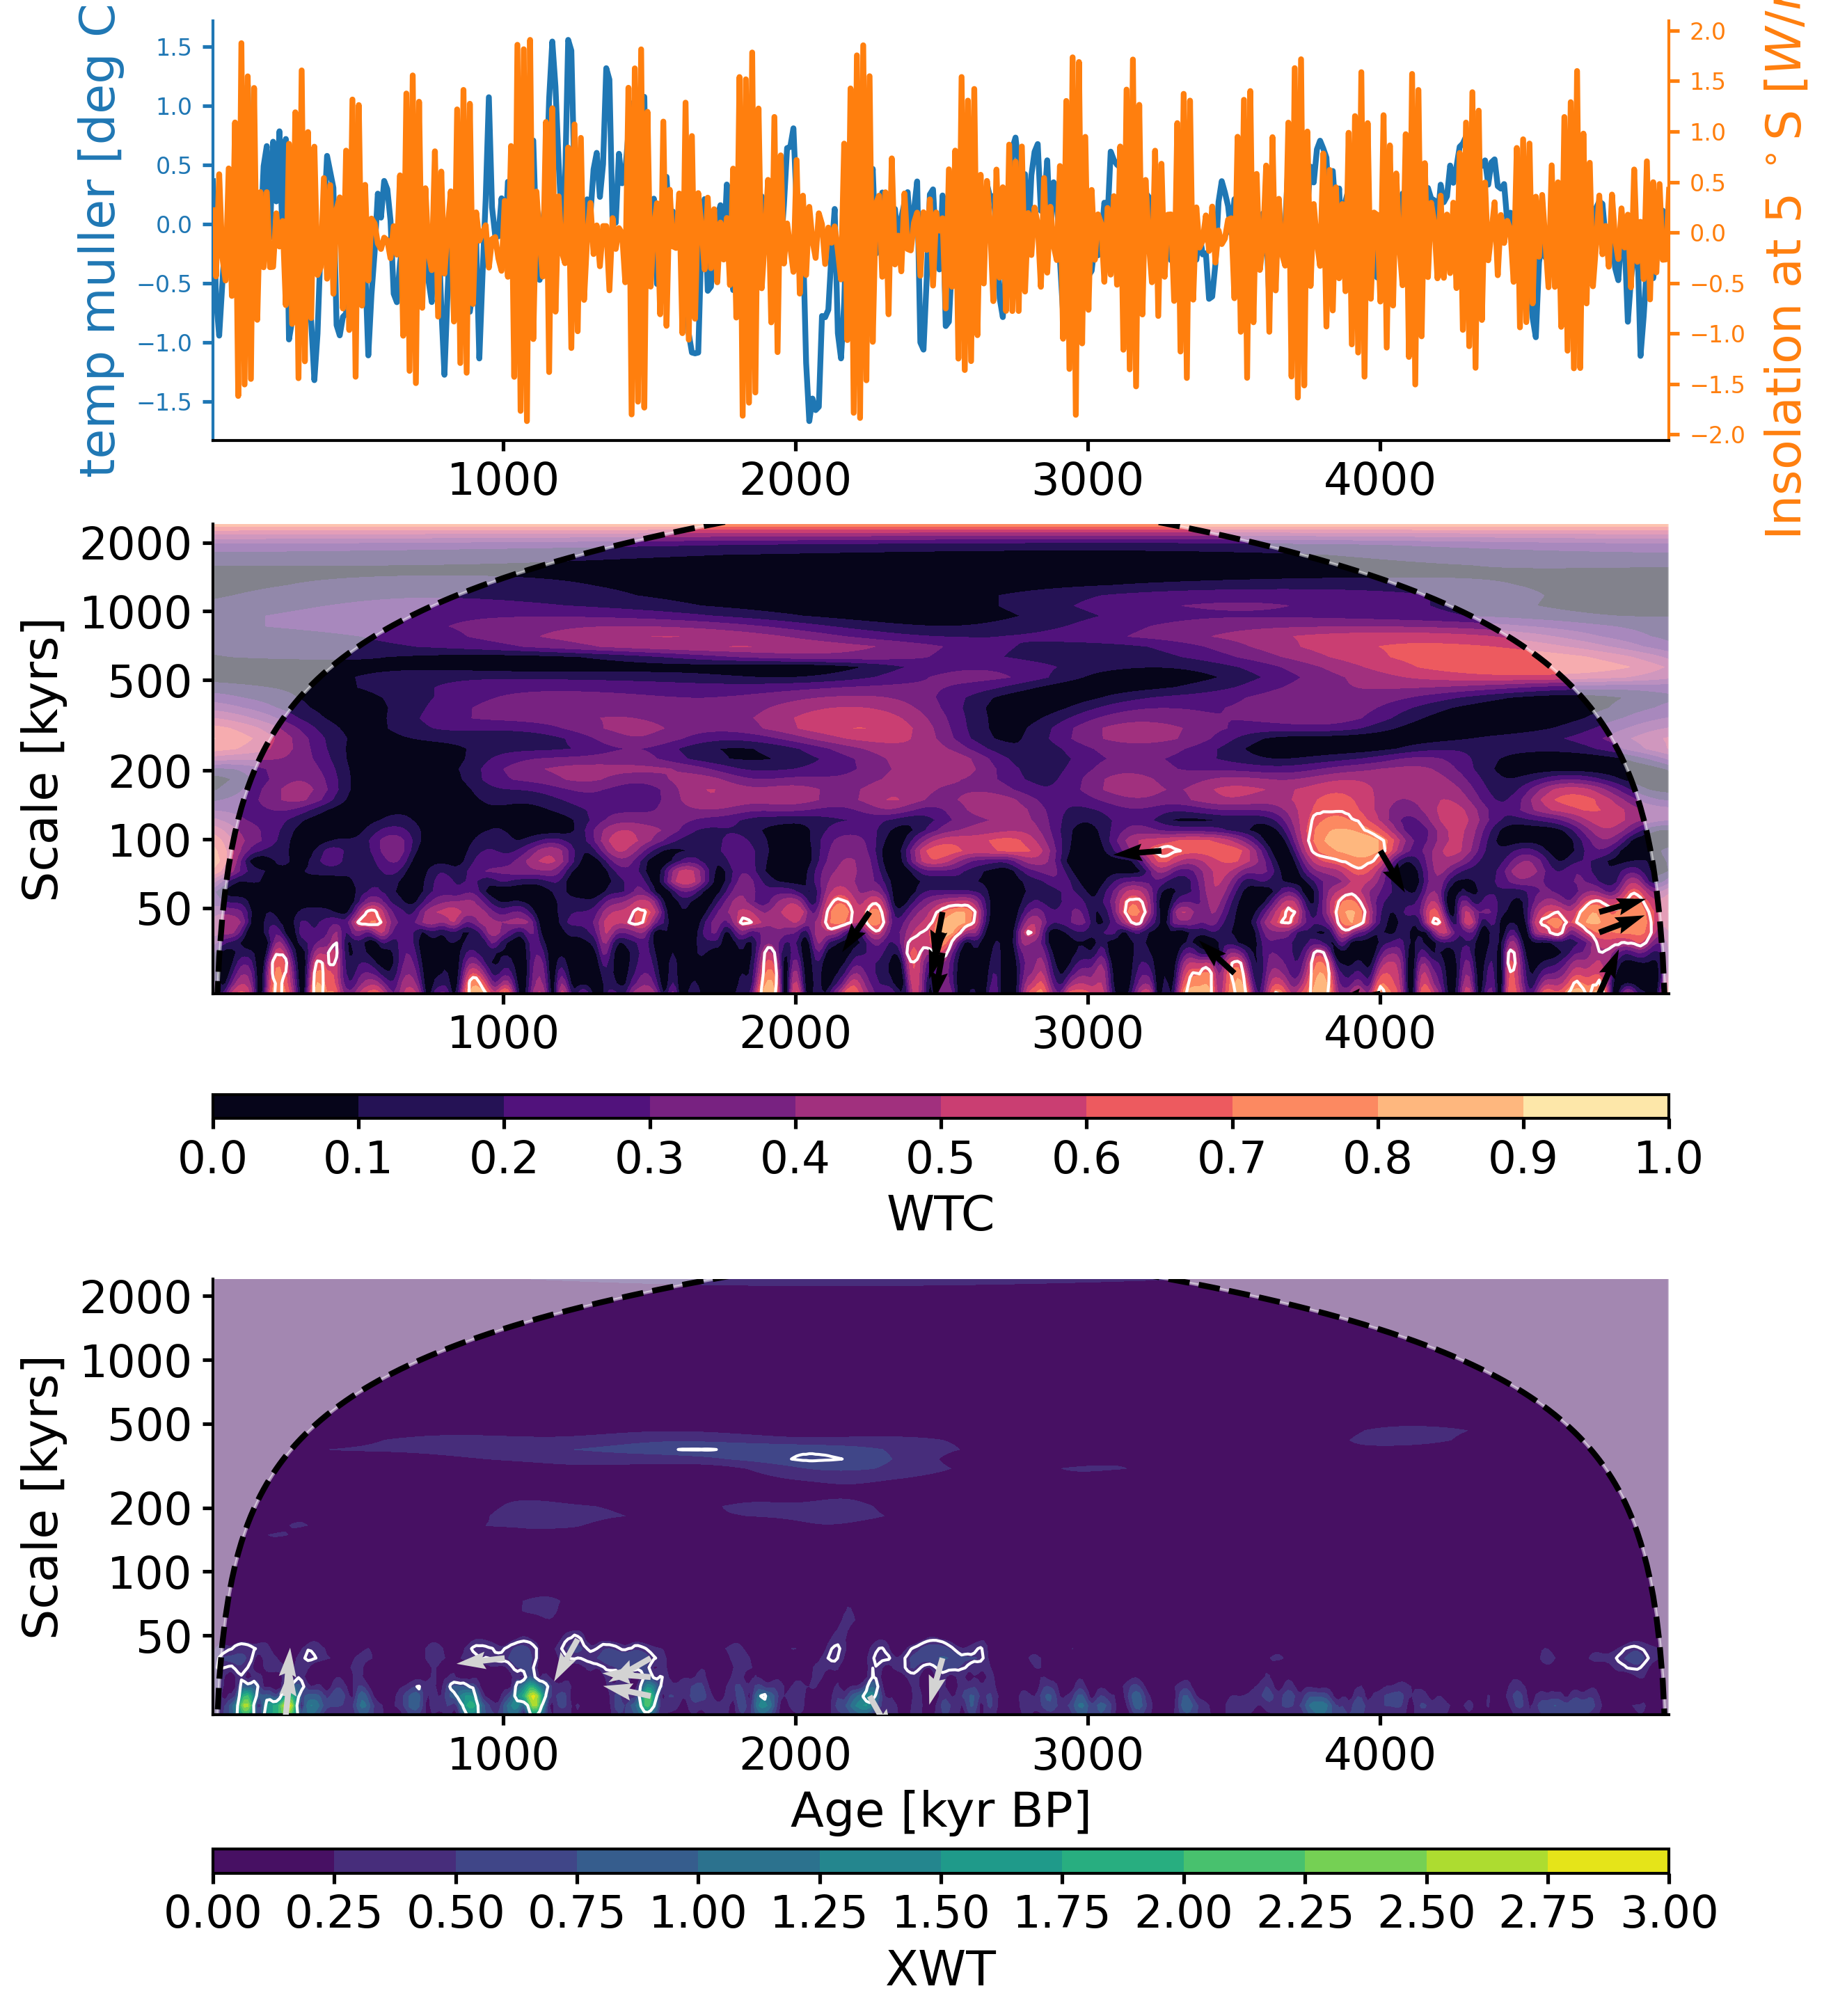 temp muller [deg C
1.5
1.0
0.5
0.0
−0.5
−1.0
−1.5
2.0
1.5
1.0
0.5
0.0
−0.5
−1.0
−1.5
−2.0
Insolation at 5 °S [W/
1000 2000 3000 4000
Scale [kyrs]
2000
1000
500
200
100
50
1000 2000 3000 4000
0.0 0.1 0.2 0.3 0.4 0.5 0.6 0.7 0.8 0.9 1.0
WTC
Scale [kyrs]
2000
1000
500
200
100
50
1000 2000 3000 4000
Age [kyr BP]
0.00 0.25 0.50 0.75 1.00 1.25 1.50 1.75 2.00 2.25 2.50 2.75 3.00
XWT